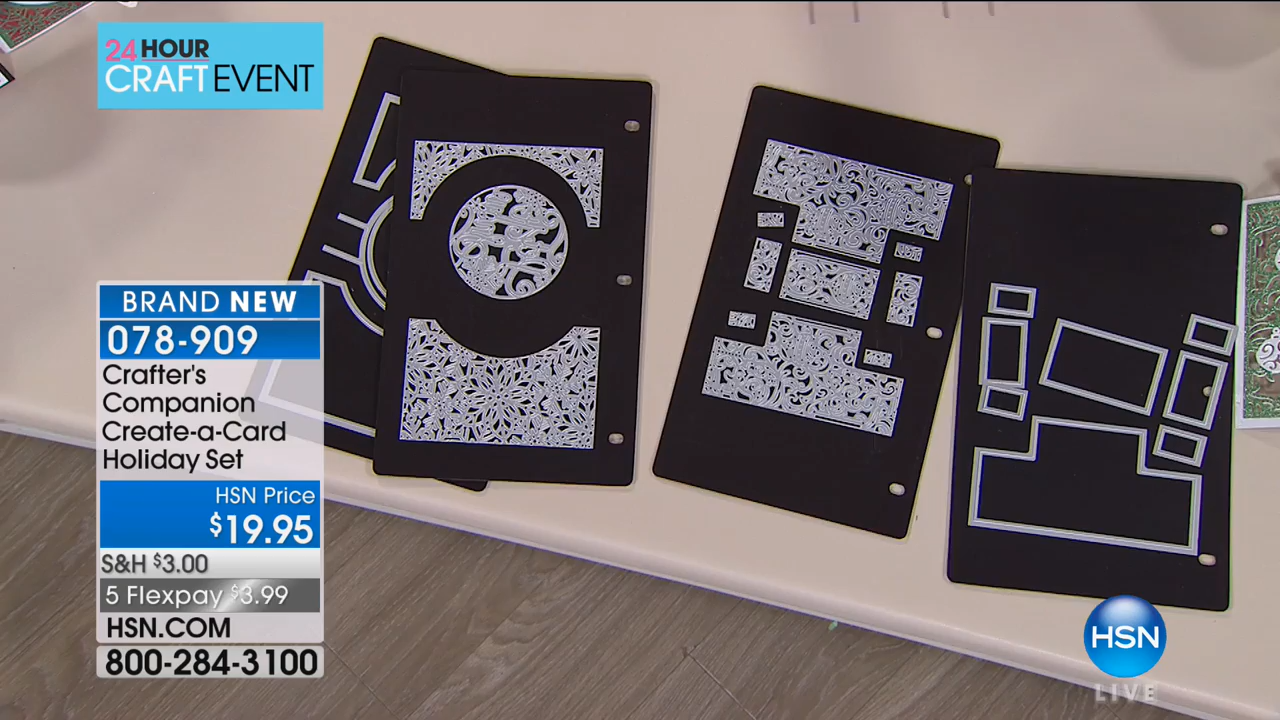 24 HOUR
CRAFT EVENT
BRAND NEW
078-909
Crafter's
Companion
Create-a-Card
Holiday Set
HSN Price
$19.95
S&H $3.00
5 Flexpay $3.99
HSN.COM
800-284-3100
HSN
LIVE